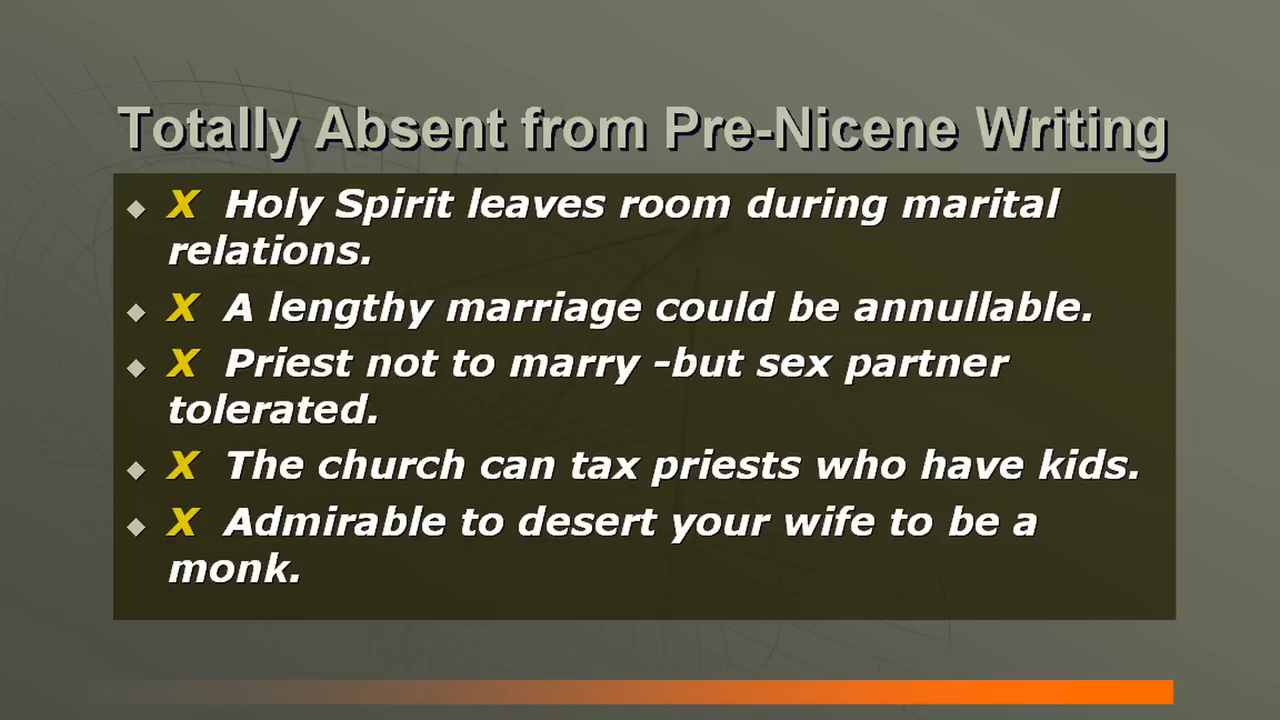 Totally Absent from Pre-Nicene Writing
X Holy Spirit leaves room during marital
relations.
X A lengthy marriage could be annullable.
X Priest not to marry -but sex partner
tolerated.
X The church can tax priests who have kids.
X Admirable to desert your wife to be a
monk.